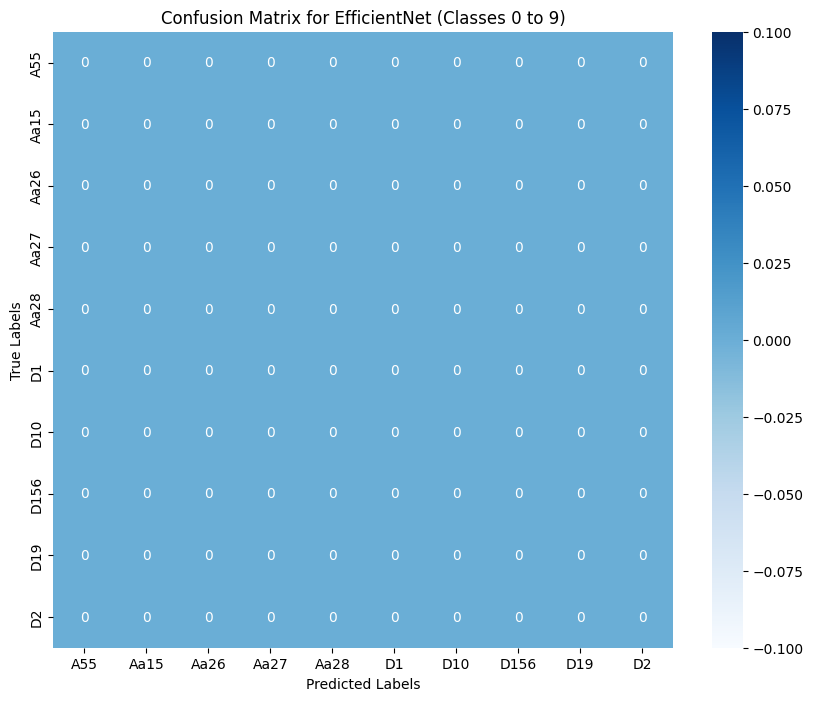 Confusion Matrix for EfficientNet (Classes 0 to 9)
True Labels
A55 0 0 0 0 0 0 0 0 0 0
Aa15 0 0 0 0 0 0 0 0 0 0
Aa26 0 0 0 0 0 0 0 0 0 0
Aa27 0 0 0 0 0 0 0 0 0 0
Aa28 0 0 0 0 0 0 0 0 0 0
D1 0 0 0 0 0 0 0 0 0 0
D10 0 0 0 0 0 0 0 0 0 0
D156 0 0 0 0 0 0 0 0 0 0
D19 0 0 0 0 0 0 0 0 0 0
D2 0 0 0 0 0 0 0 0 0 0
A55 Aa15 Aa26 Aa27 Aa28 D1 D10 D156 D19 D2
Predicted Labels
0.100
0.075
0.050
0.025
0.000
−0.025
−0.050
−0.075
−0.100